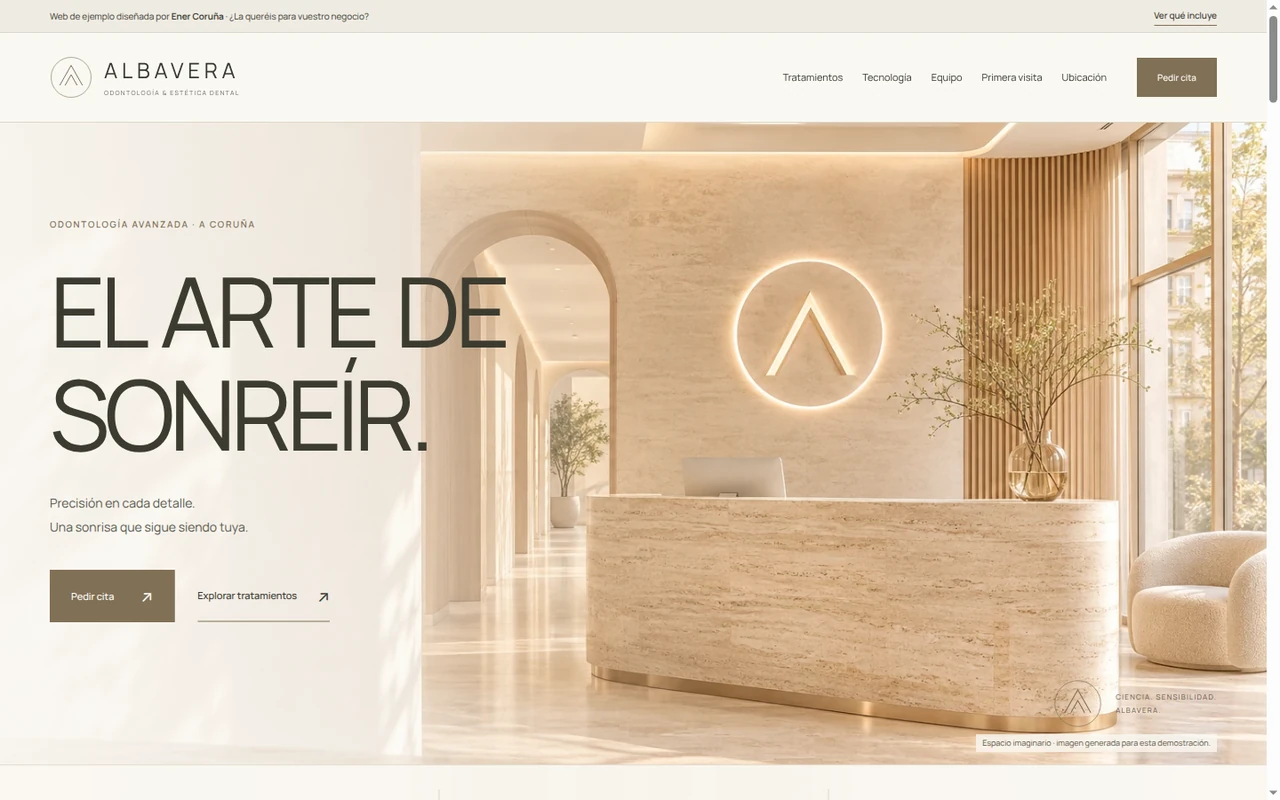 Web de ejemplo diseñada por Ener Coruña · ¿La queréis para vuestro negocio?
Ver qué incluye
ALBAVERA
ODONTOLOGÍA & ESTÉTICA DENTAL
Tratamientos
Tecnología
Equipo
Primera visita
Ubicación
Pedir cita
ODONTOLOGÍA AVANZADA · A CORUÑA
EL ARTE DE
SONREÍR.
Precisión en cada detalle.
Una sonrisa que sigue siendo tuya.
Pedir cita
Explorar tratamientos
CIENCIA. SENSIBILIDAD.
ALBAVERA.
Espacio imaginario · imagen generada para esta demostración.